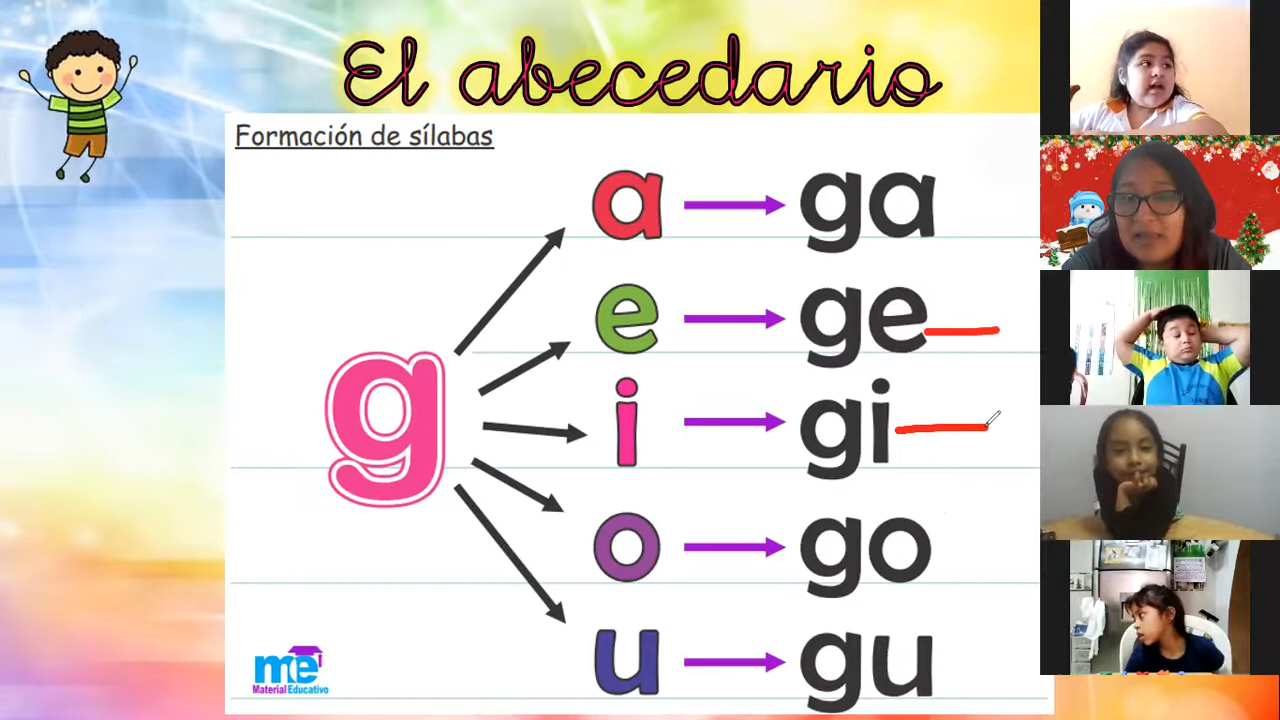 El abecedario
Formación de sílabas
a ga
e ge
g i gi
o go
u gu
me
Material Educativo